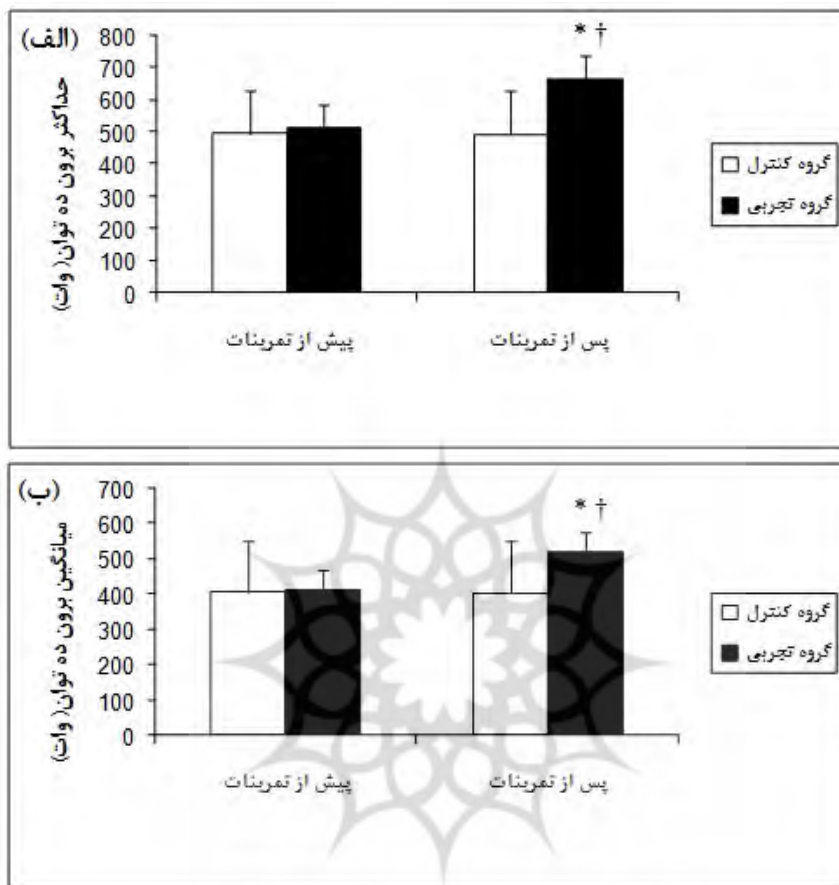 (الف)
حداکثر برون ده توان( وات)
800
700
600
500
400
300
200
100
0
* †
پیش از تمرینات
پس از تمرینات
گروه کنترل
گروه تجربی
(ب)
میانگین برون ده توان( وات)
700
600
500
400
300
200
100
0
* †
پیش از تمرینات
پس از تمرینات
گروه کنترل
گروه تجربی